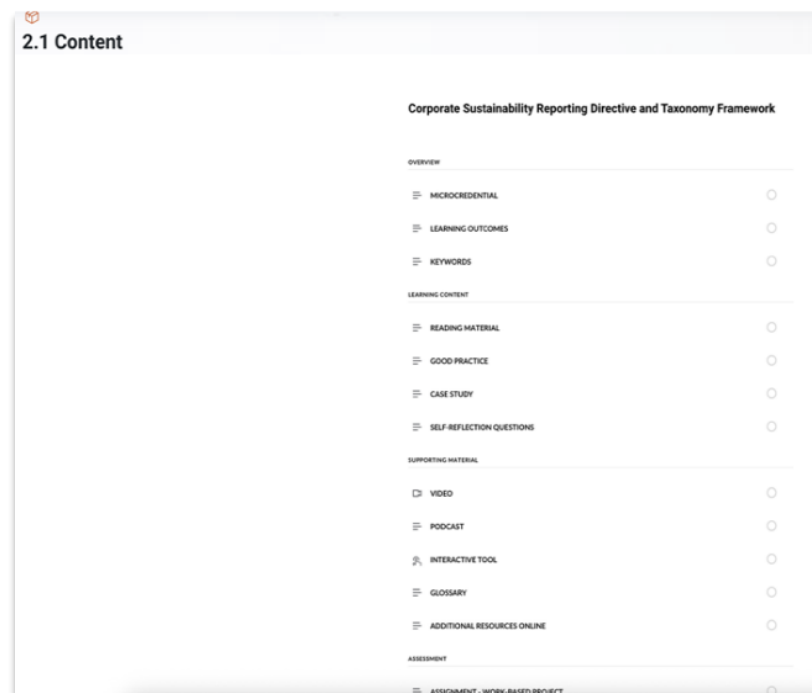 2.1 Content
Corporate Sustainability Reporting Directive and Taxonomy Framework
OVERVIEW
MICROCREDENTIAL
LEARNING OUTCOMES
KEYWORDS
LEARNING CONTENT
READING MATERIAL
GOOD PRACTICE
CASE STUDY
SELF-REFLECTION QUESTIONS
SUPPORTING MATERIAL
VIDEO
PODCAST
INTERACTIVE TOOL
GLOSSARY
ADDITIONAL RESOURCES ONLINE
ASSESSMENT
ASSIGNMENT - WORK-BASED PROJECT